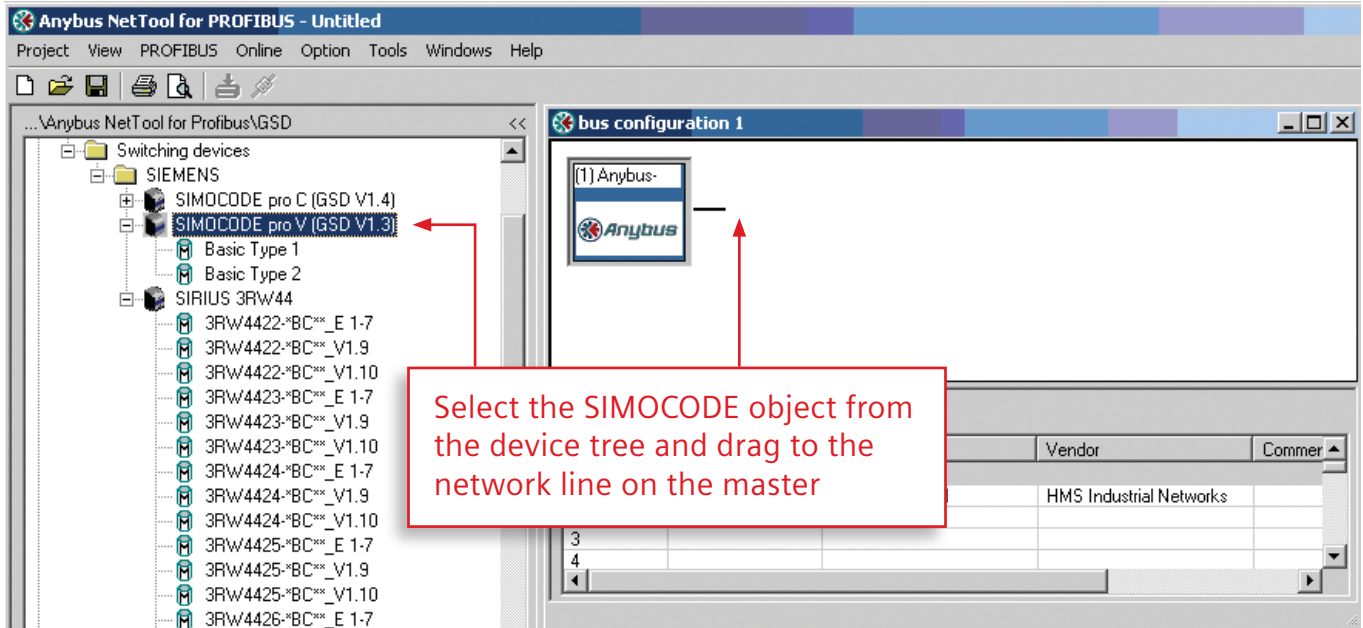 Anybus NetTool for PROFIBUS - Untitled
Project View PROFIBUS Online Option Tools Windows Help
...\Anybus NetTool for Profibus\GSD <<
Switching devices
SIEMENS
SIMOCODE pro C (GSD V1.4)
SIMOCODE pro V (GSD V1.3)
Basic Type 1
Basic Type 2
SIRIUS 3RW44
3RW4422-*BC**_E 1-7
3RW4422-*BC**_V1.9
3RW4422-*BC**_V1.10
3RW4423-*BC**_E 1-7
3RW4423-*BC**_V1.9
3RW4423-*BC**_V1.10
3RW4424-*BC**_E 1-7
3RW4424-*BC**_V1.9
3RW4424-*BC**_V1.10
3RW4425-*BC**_E 1-7
3RW4425-*BC**_V1.9
3RW4425-*BC**_V1.10
3RW4426-*BC**_E 1-7
bus configuration 1
(1) Anybus-
Anybus
Select the SIMOCODE object from
the device tree and drag to the
network line on the master
Vendor Commer
HMS Industrial Networks
3
4